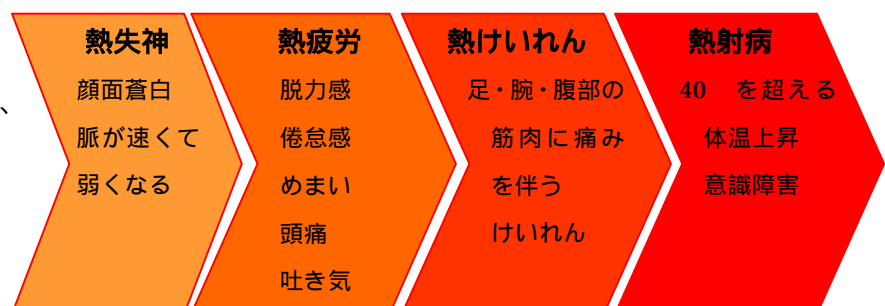 、
熱失神
顔面蒼白
脈が速くて
弱くなる
熱疲労
脱力感
倦怠感
めまい
頭痛
吐き気
熱けいれん
足・腕・腹部の
筋肉に痛み
を伴う
けいれん
熱射病
40 を超える
体温上昇
意識障害